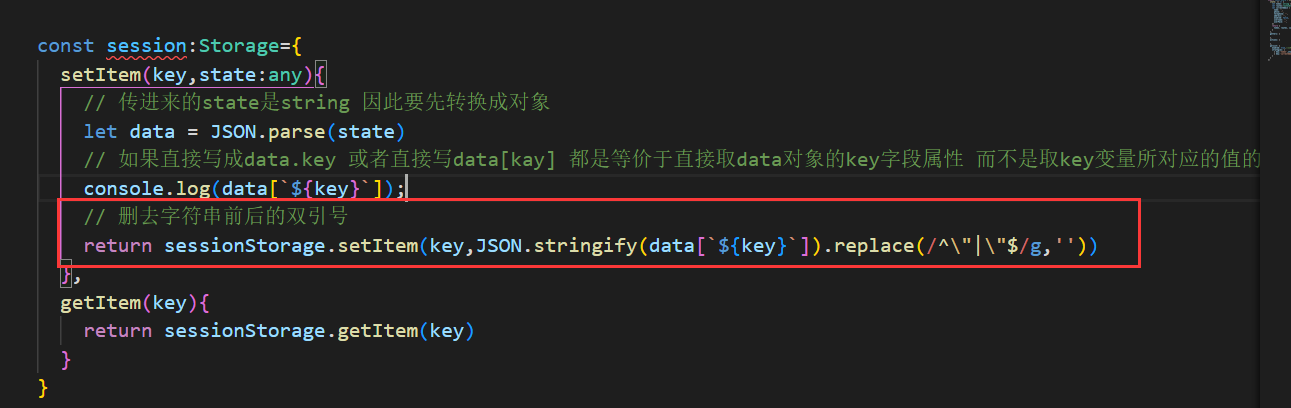 const session:Storage={
setItem(key,state:any){
// 传进来的state是string 因此要先转换成对象
let data = JSON.parse(state)
// 如果直接写成data.key 或者直接写data[kay] 都是等价于直接取data对象的key字段属性 而不是取key变量所对应的值的
console.log(data[`${key}`]);
// 删去字符串前后的双引号
return sessionStorage.setItem(key,JSON.stringify(data[`${key}`]).replace(/^\"|\"$/g,''))
},
getItem(key){
return sessionStorage.getItem(key)
}
}